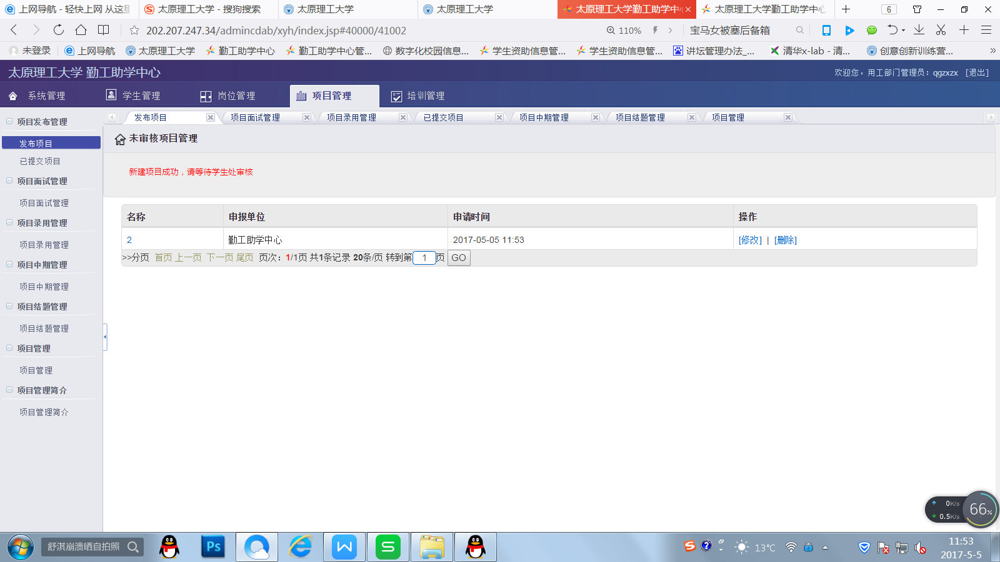 上网导航 - 轻快上网 从这里
太原理工大学 - 搜狗搜索
太原理工大学
太原理工大学
太原理工大学勤工助学中
太原理工大学勤工助学中心
6
202.207.247.34/admincdab/xyh/index.jsp#40000/41002
110%
宝马女被塞后备箱
未登录
上网导航
太原理工大学
勤工助学中心
勤工助学中心管...
数字化校园信息...
学生资助信息管...
学生资助信息管...
讲坛管理办法_...
清华x-lab - 清...
创意创新训练营...
太原理工大学 勤工助学中心
欢迎您，用工部门管理员：qgzxzx [退出]
系统管理
学生管理
岗位管理
项目管理
培训管理
项目发布管理
发布项目
已提交项目
项目面试管理
项目面试管理
项目录用管理
项目录用管理
项目中期管理
项目中期管理
项目结题管理
项目结题管理
项目管理
项目管理
项目管理简介
项目管理简介
发布项目
项目面试管理
项目录用管理
已提交项目
项目中期管理
项目结题管理
项目管理
未审核项目管理
新建项目成功，请等待学生处审核
名称 申报单位 申请时间 操作
2 勤工助学中心 2017-05-05 11:53 [修改] | [删除]
>>分页 首页 上一页 下一页 尾页 页次：1/1页 共1条记录 20条/页 转到第 1 页 GO
0K/s
0.5K/s
66%
舒淇崩溃晒自拍照
Ps
W
S
S
13℃
11:53
2017-5-5